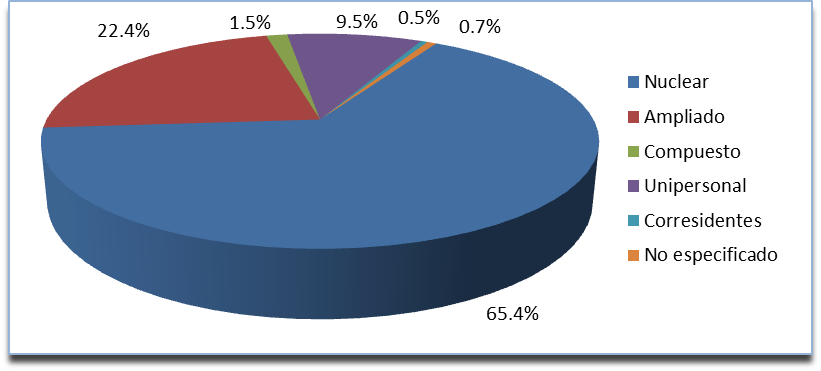 22.4%
1.5%
9.5%
0.5%
0.7%
Nuclear
Ampliado
Compuesto
Unipersonal
Corresidentes
No especificado
65.4%